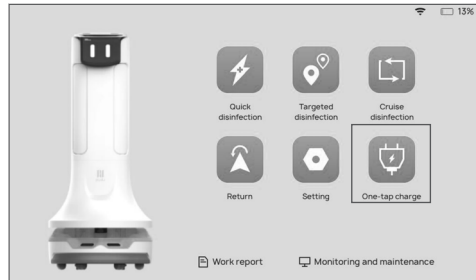 13%
Quick
disinfection
Targeted
disinfection
Cruise
disinfection
Return
Setting
One-tap charge
Work report
Monitoring and maintenance